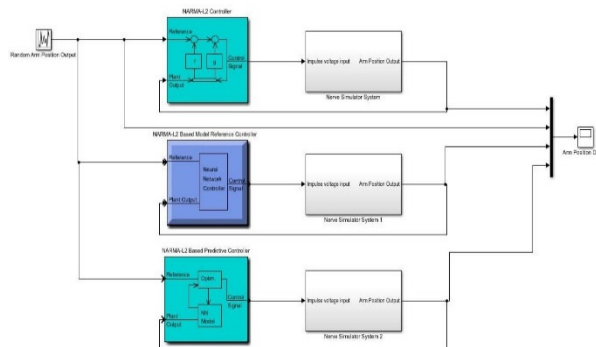 NARMA-L2 Controller
Reference
Random Arm Position Output
f
g
Plant
Output
Control
Signal
Impulse voltage input
Arm Position Output
Nerve Simulator System
NARMA-L2 Based Model Reference Controller
Reference
Neural
Network
Controller
Control
Signal
Plant Output
Impulse voltage input
Arm Position Output
Nerve Simulator System 1
Arm Position O
NARMA-L2 Based Predictive Controller
Reference
Optim.
Control
Signal
NN
Model
Plant
Output
Impulse voltage input
Arm Position Output
Nerve Simulator System 2